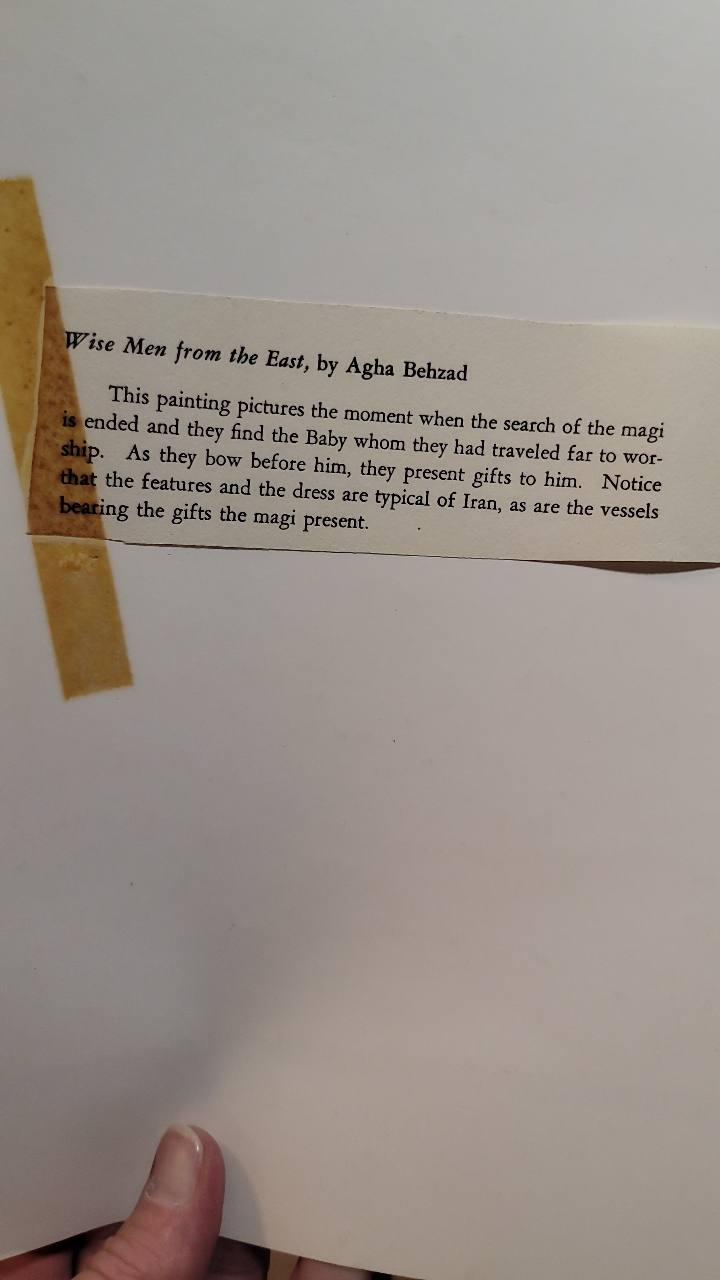 Wise Men from the East, by Agha Behzad
This painting pictures the moment when the search of the magi
is ended and they find the Baby whom they had traveled far to wor-
ship. As they bow before him, they present gifts to him. Notice
that the features and the dress are typical of Iran, as are the vessels
bearing the gifts the magi present.